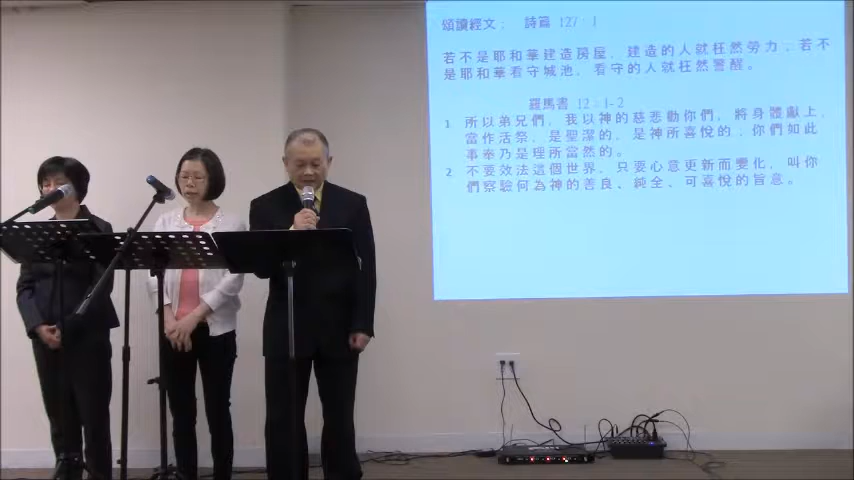 頌讀經文： 詩篇 127：1
若不是耶和華建造房屋，建造的人就枉然勞力；若不
是耶和華看守城池，看守的人就枉然警醒。
羅馬書 12：1-2
1 所以弟兄們，我以神的慈悲勸你們，將身體獻上，
當作活祭，是聖潔的，是神所喜悅的，你們如此
事奉乃是理所當然的。
2 不要效法這個世界，只要心意更新而變化，叫你
們察驗何為神的善良、純全、可喜悅的旨意。